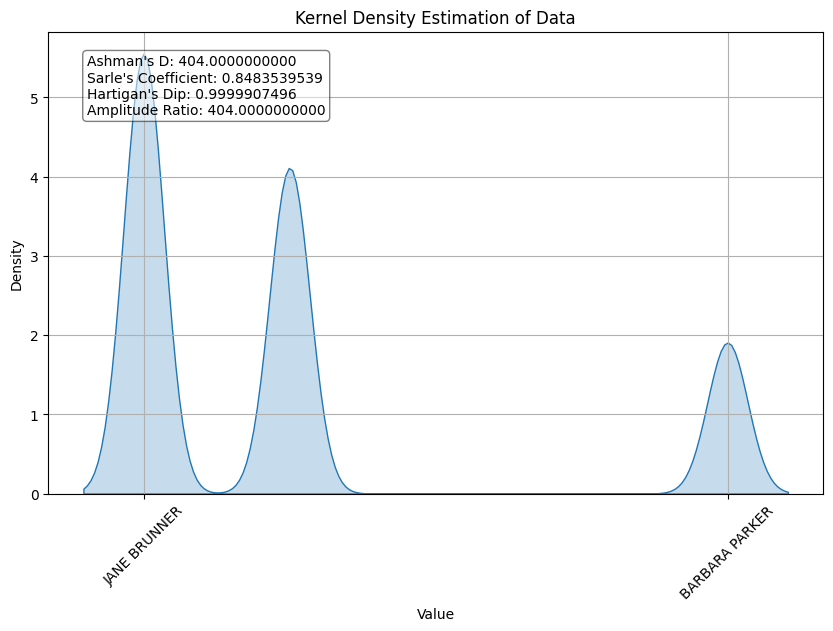 Kernel Density Estimation of Data
Ashman's D: 404.0000000000
Sarle's Coefficient: 0.8483539539
Hartigan's Dip: 0.9999907496
Amplitude Ratio: 404.0000000000
5
4
3
2
1
0
Density
JANE BRUNNER
BARBARA PARKER
Value